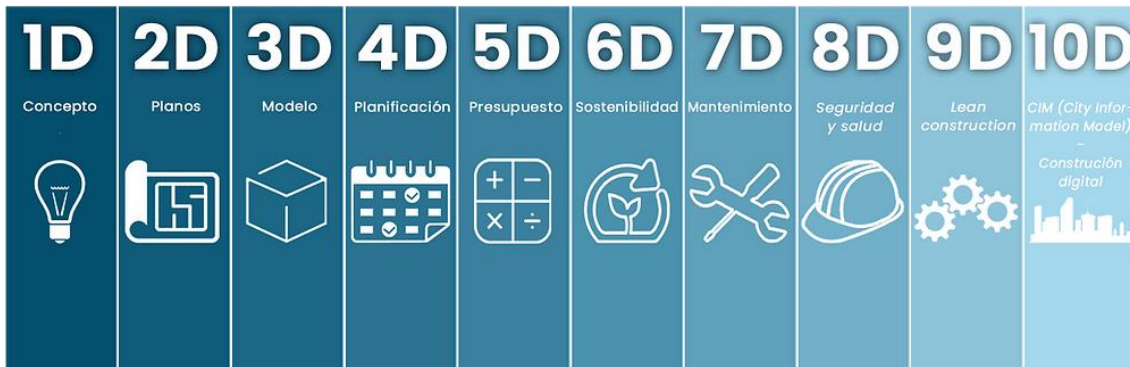 1D
Concepto
2D
Planos
3D
Modelo
4D
Planificación
5D
Presupuesto
6D
Sostenibilidad
7D
Mantenimiento
8D
Seguridad
y salud
9D
Lean
construction
10D
CIM (City Infor-
mation Model)
-
Construción
digital